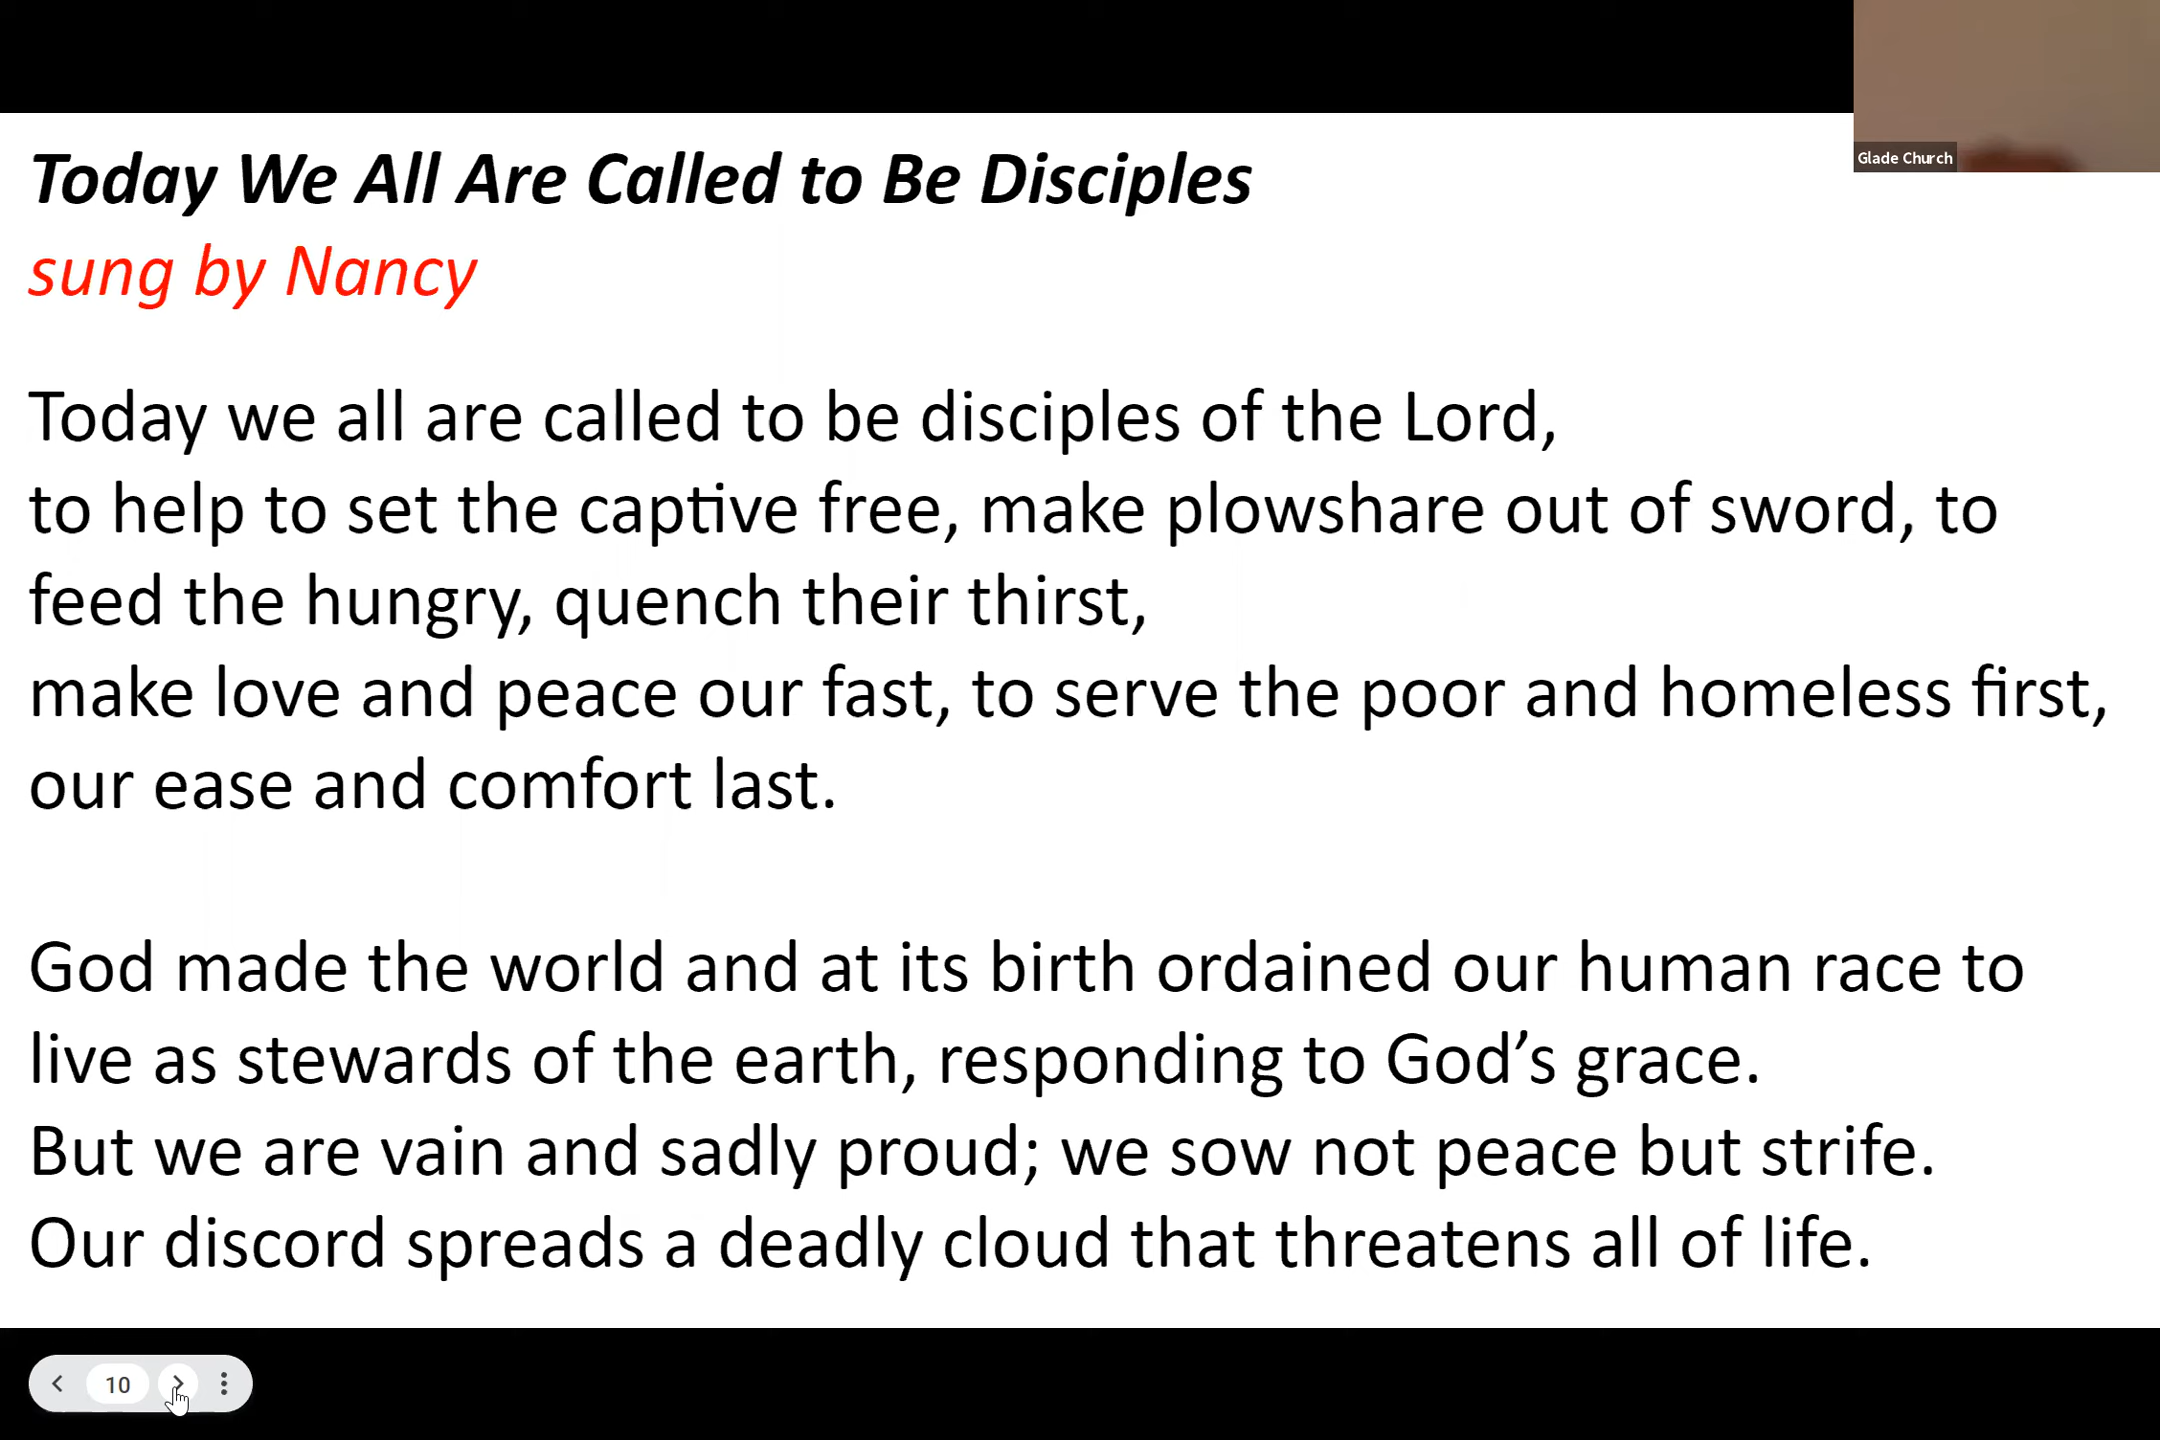 Glade Church
Today We All Are Called to Be Disciples
sung by Nancy
Today we all are called to be disciples of the Lord,
to help to set the captive free, make plowshare out of sword, to
feed the hungry, quench their thirst,
make love and peace our fast, to serve the poor and homeless first,
our ease and comfort last.
God made the world and at its birth ordained our human race to
live as stewards of the earth, responding to God’s grace.
But we are vain and sadly proud; we sow not peace but strife.
Our discord spreads a deadly cloud that threatens all of life.
10